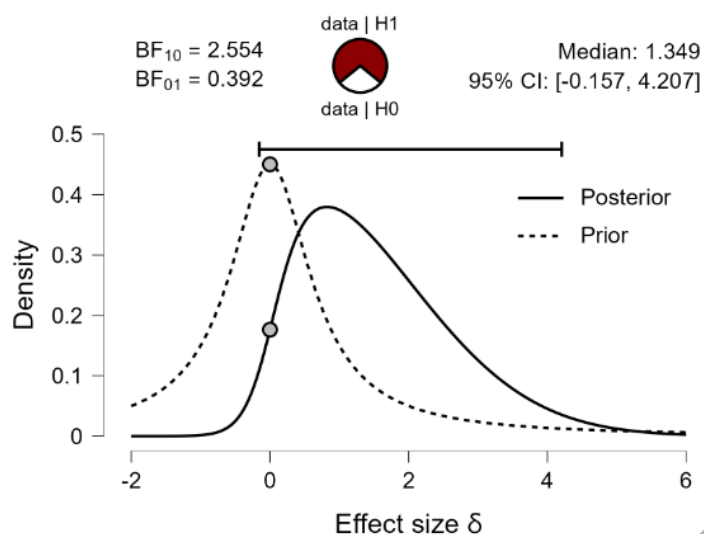 data | H1
BF₁₀ = 2.554
BF₀₁ = 0.392
Median: 1.349
95% CI: [-0.157, 4.207]
data | H0
0.5
0.4
0.3
0.2
0.1
0
Density
Posterior
Prior
-2 0 2 4 6
Effect size δ